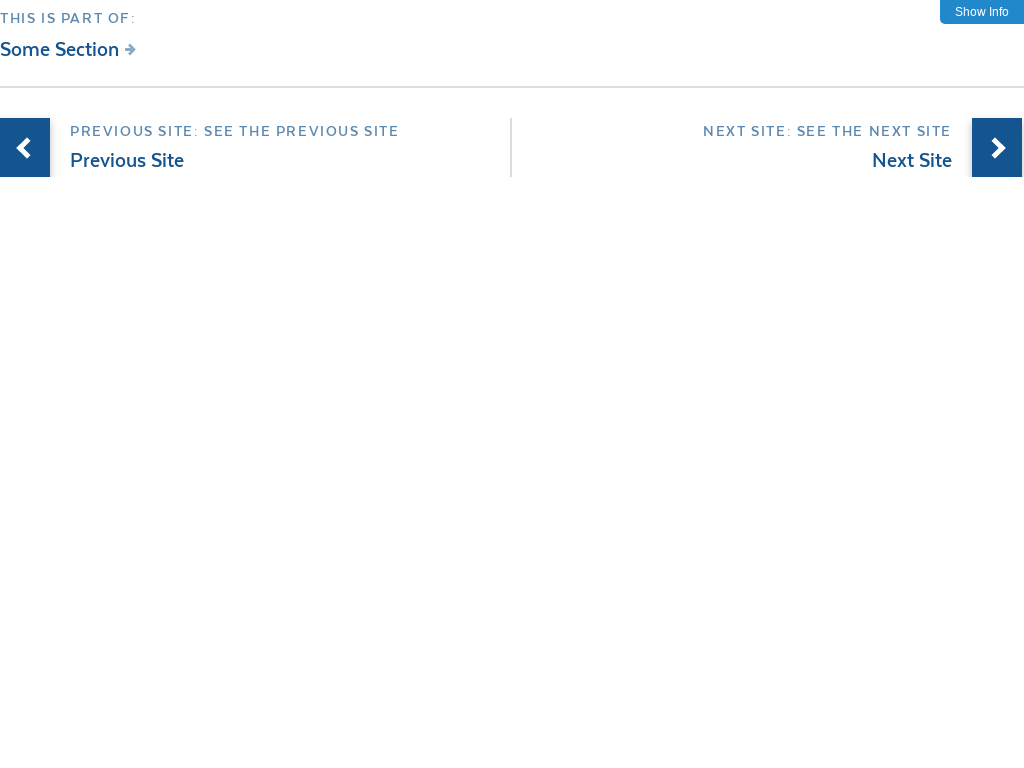 THIS IS PART OF:
Show Info
Some Section
PREVIOUS SITE: SEE THE PREVIOUS SITE
Previous Site
NEXT SITE: SEE THE NEXT SITE
Next Site